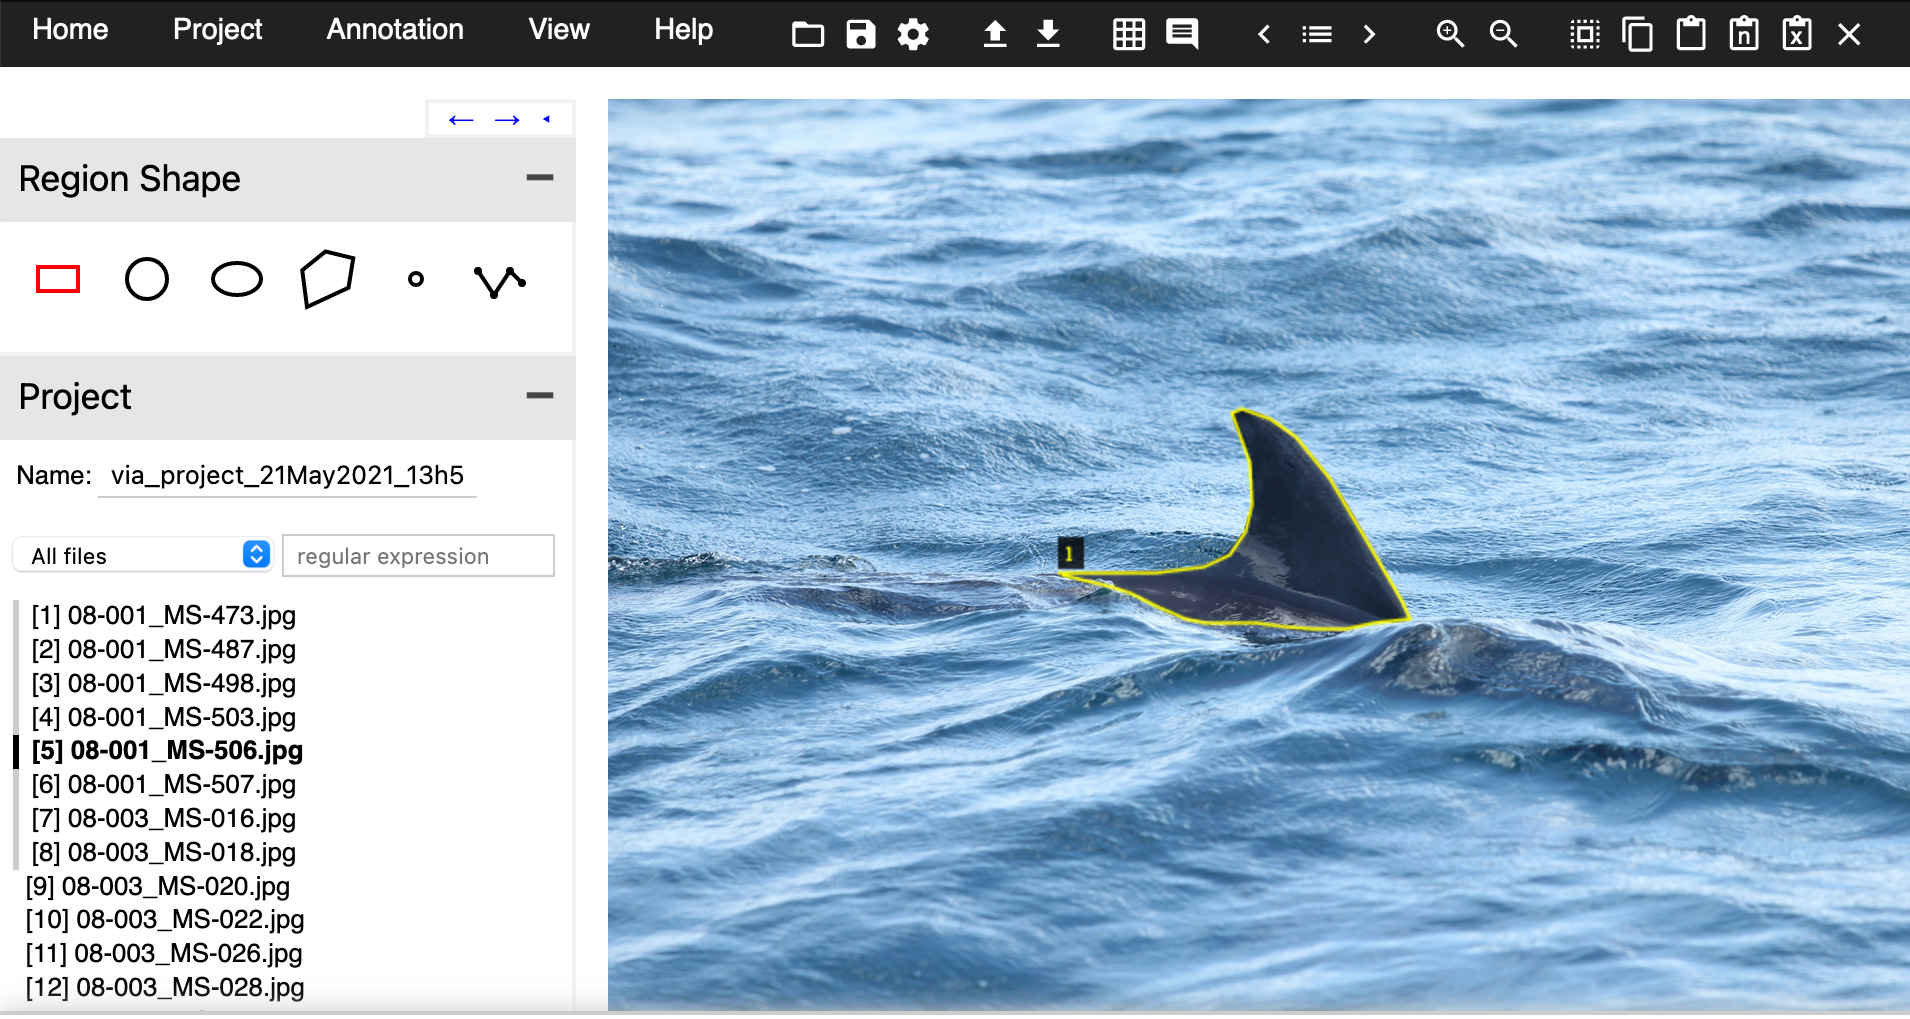 Home Project Annotation View Help
n x
Region Shape
Project
Name: via_project_21May2021_13h5
All files regular expression
[1] 08-001_MS-473.jpg
[2] 08-001_MS-487.jpg
[3] 08-001_MS-498.jpg
[4] 08-001_MS-503.jpg
[5] 08-001_MS-506.jpg
[6] 08-001_MS-507.jpg
[7] 08-003_MS-016.jpg
[8] 08-003_MS-018.jpg
[9] 08-003_MS-020.jpg
[10] 08-003_MS-022.jpg
[11] 08-003_MS-026.jpg
[12] 08-003_MS-028.jpg
1